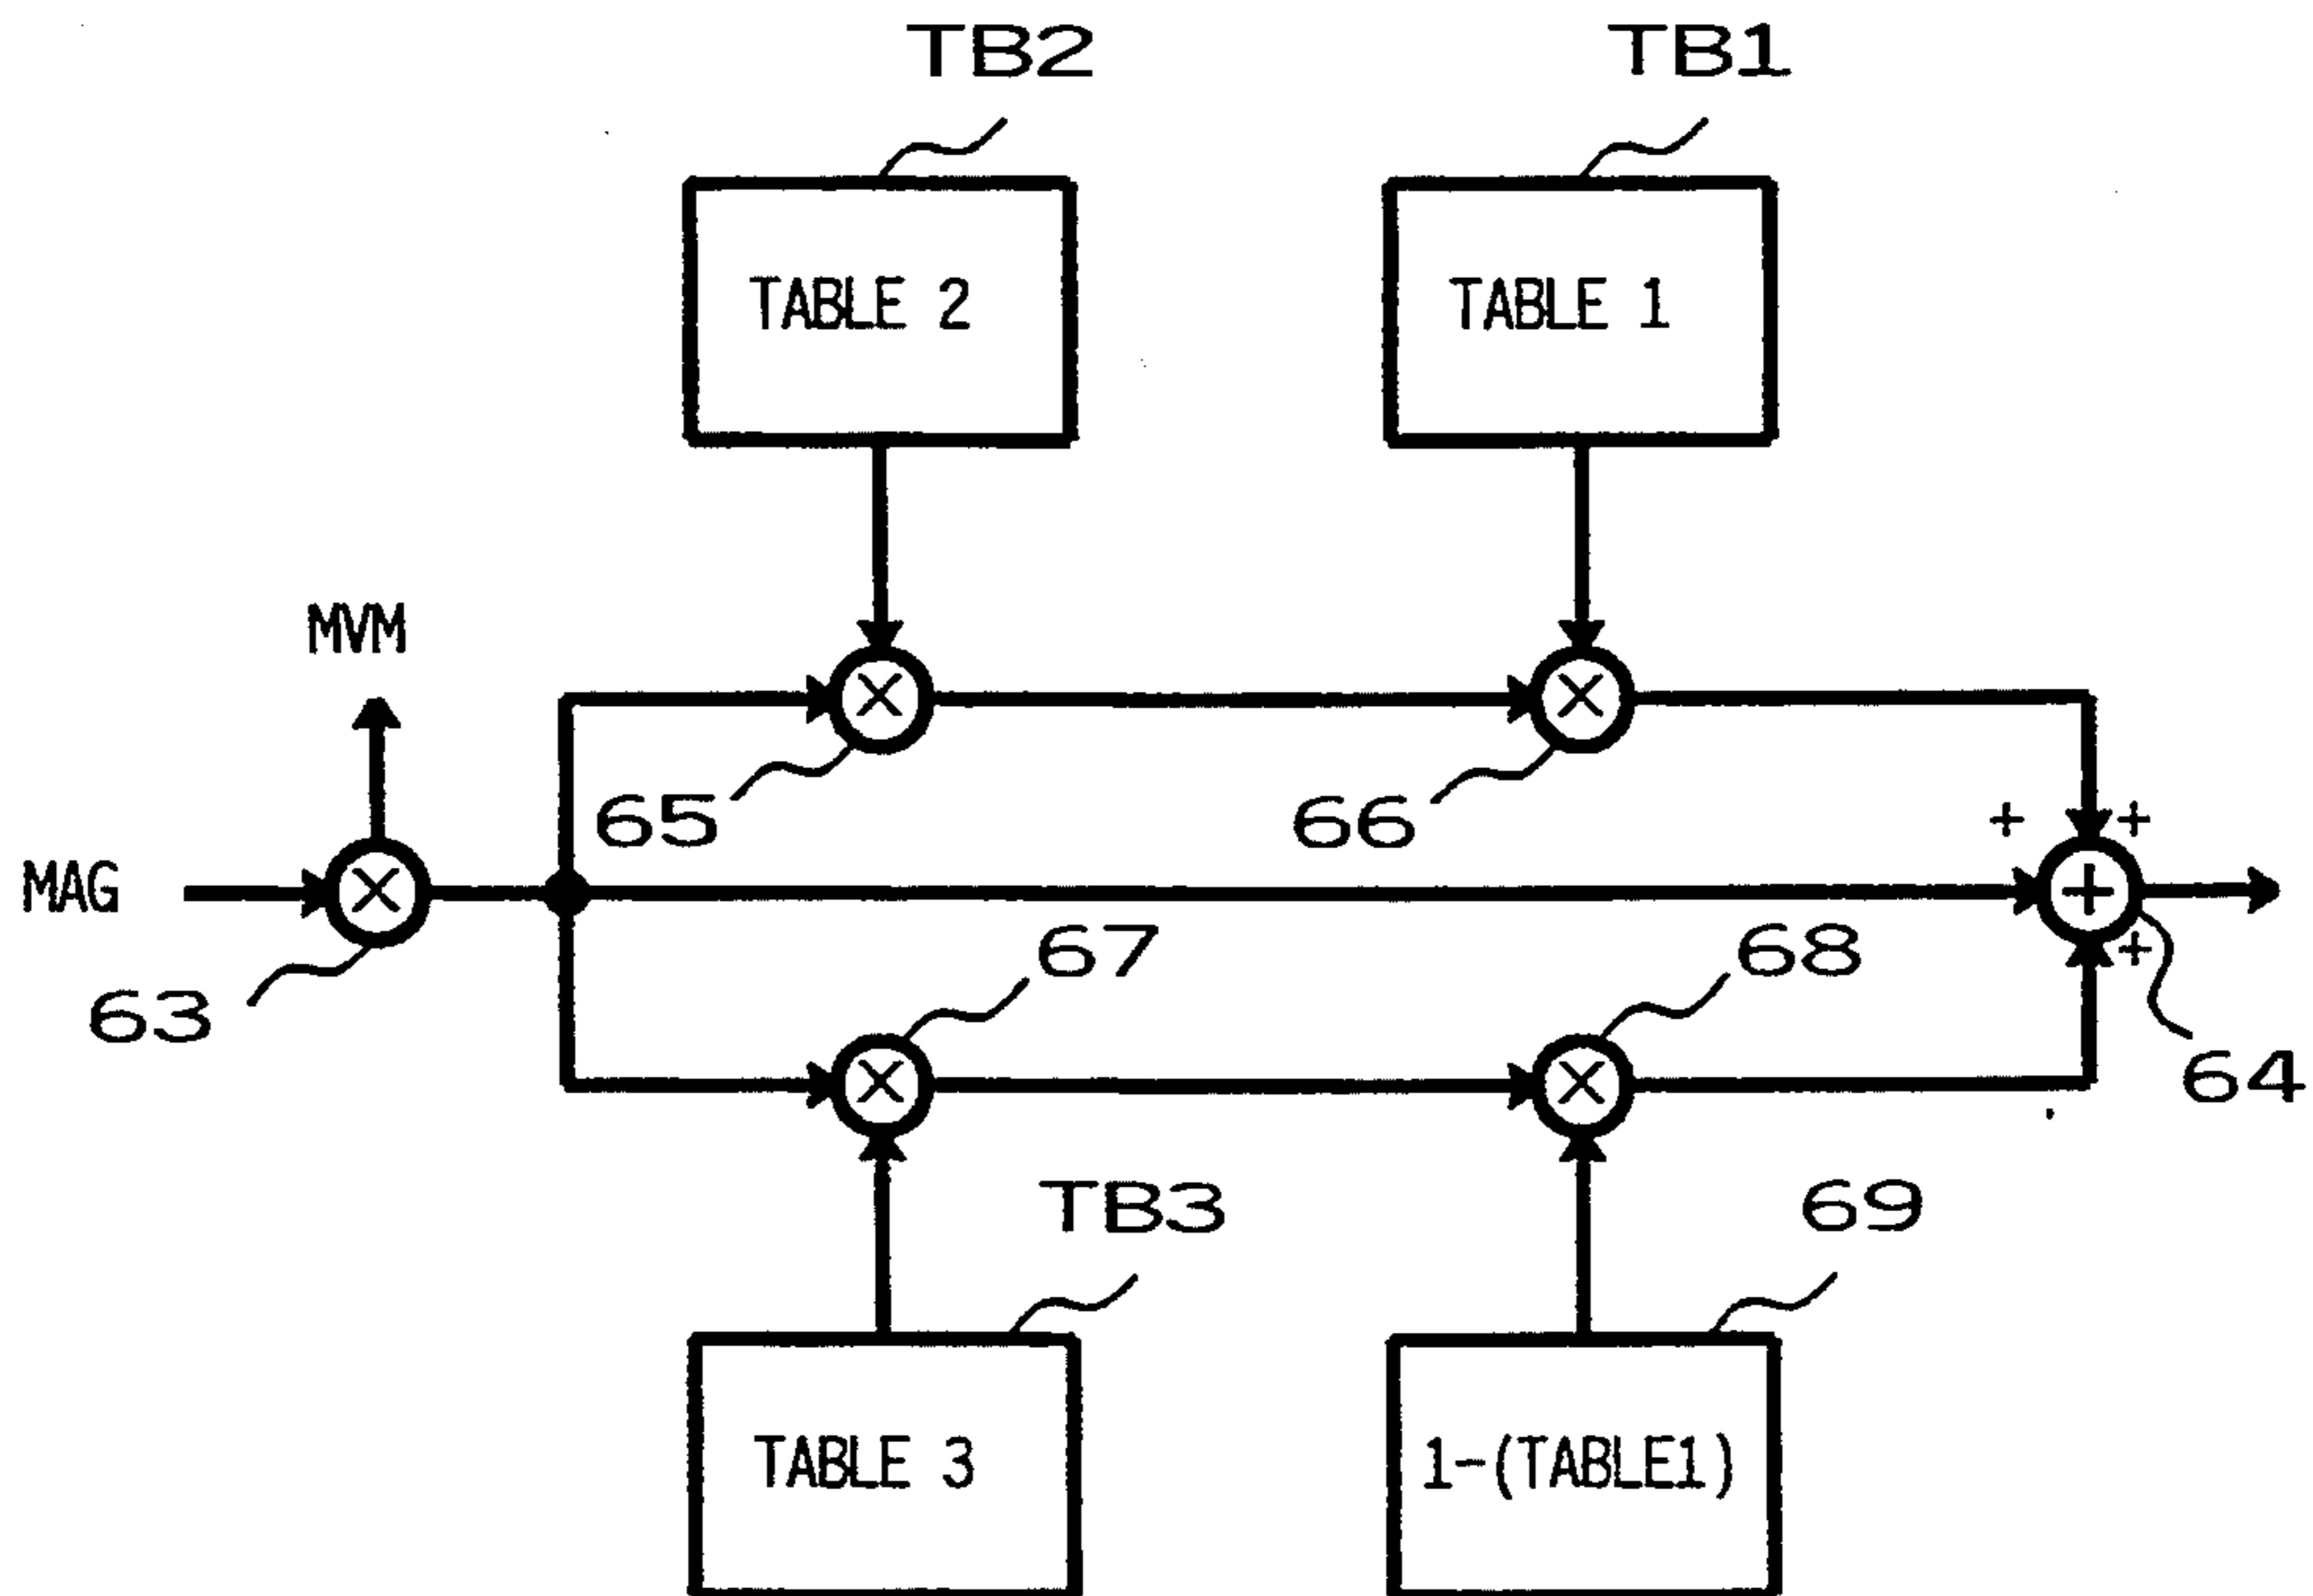 TB2
TB1
TABLE 2
TABLE 1
MVM
×
×
65
66
+
+
MAG
×
+
67
68
+
63
×
×
64
TB3
69
TABLE 3
1-(TABLE1)